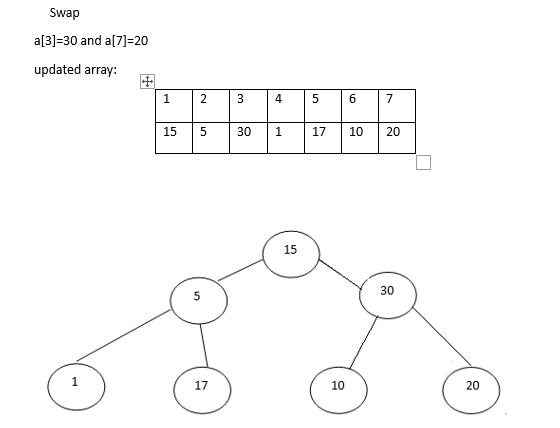 Swap
a[3]=30 and a[7]=20
updated array:
1 2 3 4 5 6 7
15 5 30 1 17 10 20
15
5 30
1 17 10 20